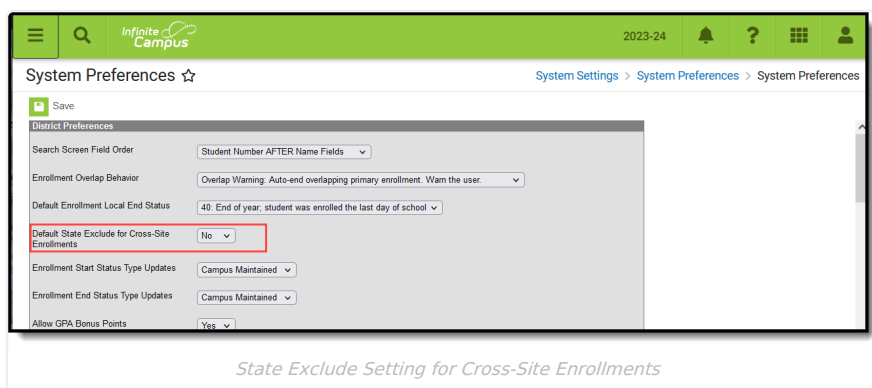 Infinite Campus 2023-24 ?
System Preferences System Settings > System Preferences > System Preferences
Save
District Preferences
Search Screen Field Order Student Number AFTER Name Fields
Enrollment Overlap Behavior Overlap Warning: Auto-end overlapping primary enrollment. Warn the user.
Default Enrollment Local End Status 40: End of year; student was enrolled the last day of school
Default State Exclude for Cross-Site No
Enrollments
Enrollment Start Status Type Updates Campus Maintained
Enrollment End Status Type Updates Campus Maintained
Allow GPA Bonus Points Yes
State Exclude Setting for Cross-Site Enrollments